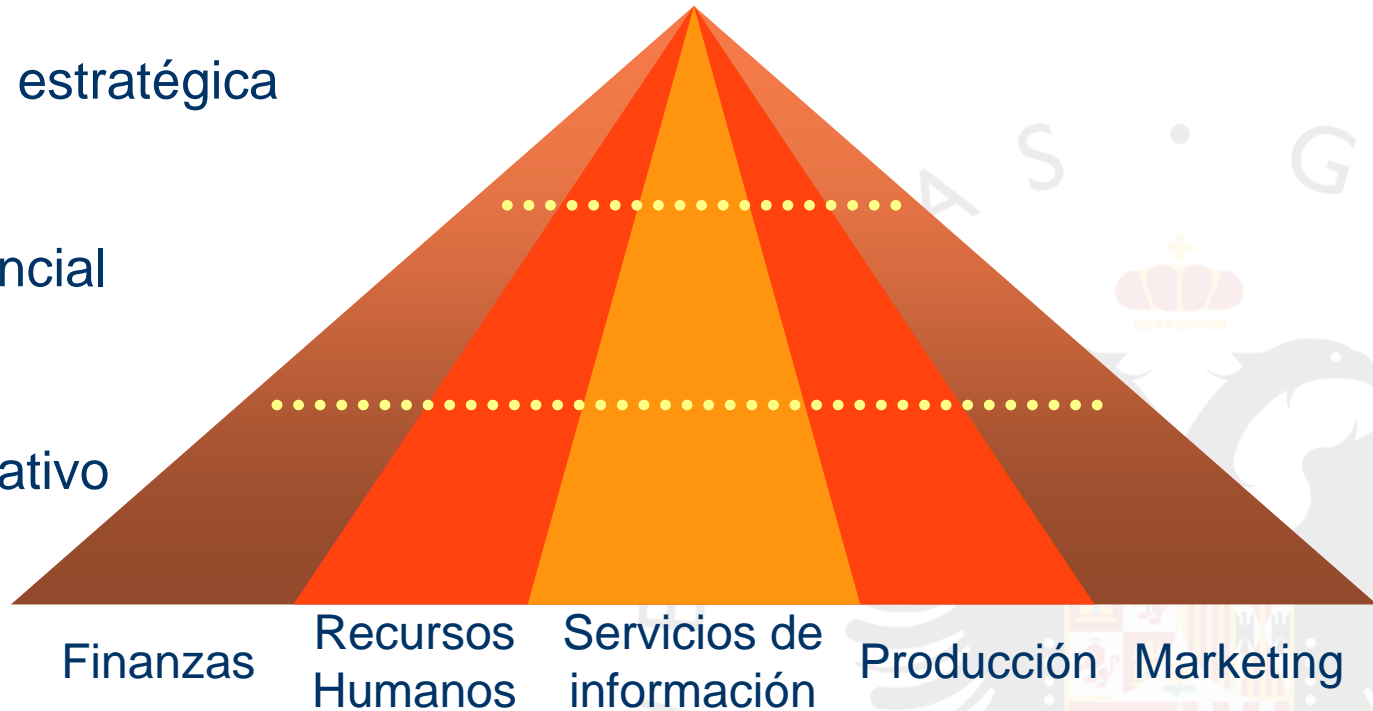 estratégica
ncial
ativo
Finanzas
Recursos
Humanos
Servicios de
información
Producción
Marketing
A S • G